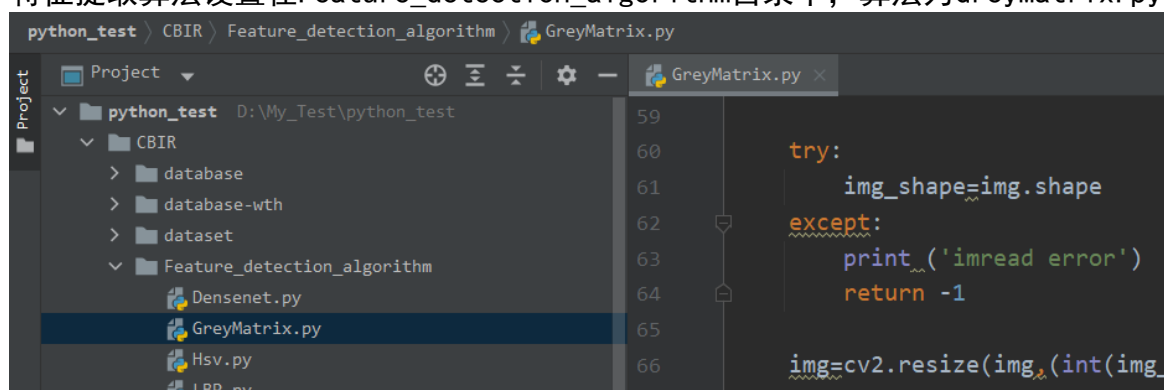 特征提取算法设置在Feature_detection_algorithm目录下，算法为GreyMatrix.py
python_test 〉 CBIR 〉 Feature_detection_algorithm 〉 GreyMatrix.py
Project
Project
GreyMatrix.py ×
python_test D:\My_Test\python_test
CBIR
database
database-wth
dataset
Feature_detection_algorithm
Densenet.py
GreyMatrix.py
Hsv.py
LBP.py
59
60 try:
61 img_shape=img.shape
62 except:
63 print ('imread error')
64 return -1
65
66 img=cv2.resize(img,(int(img_